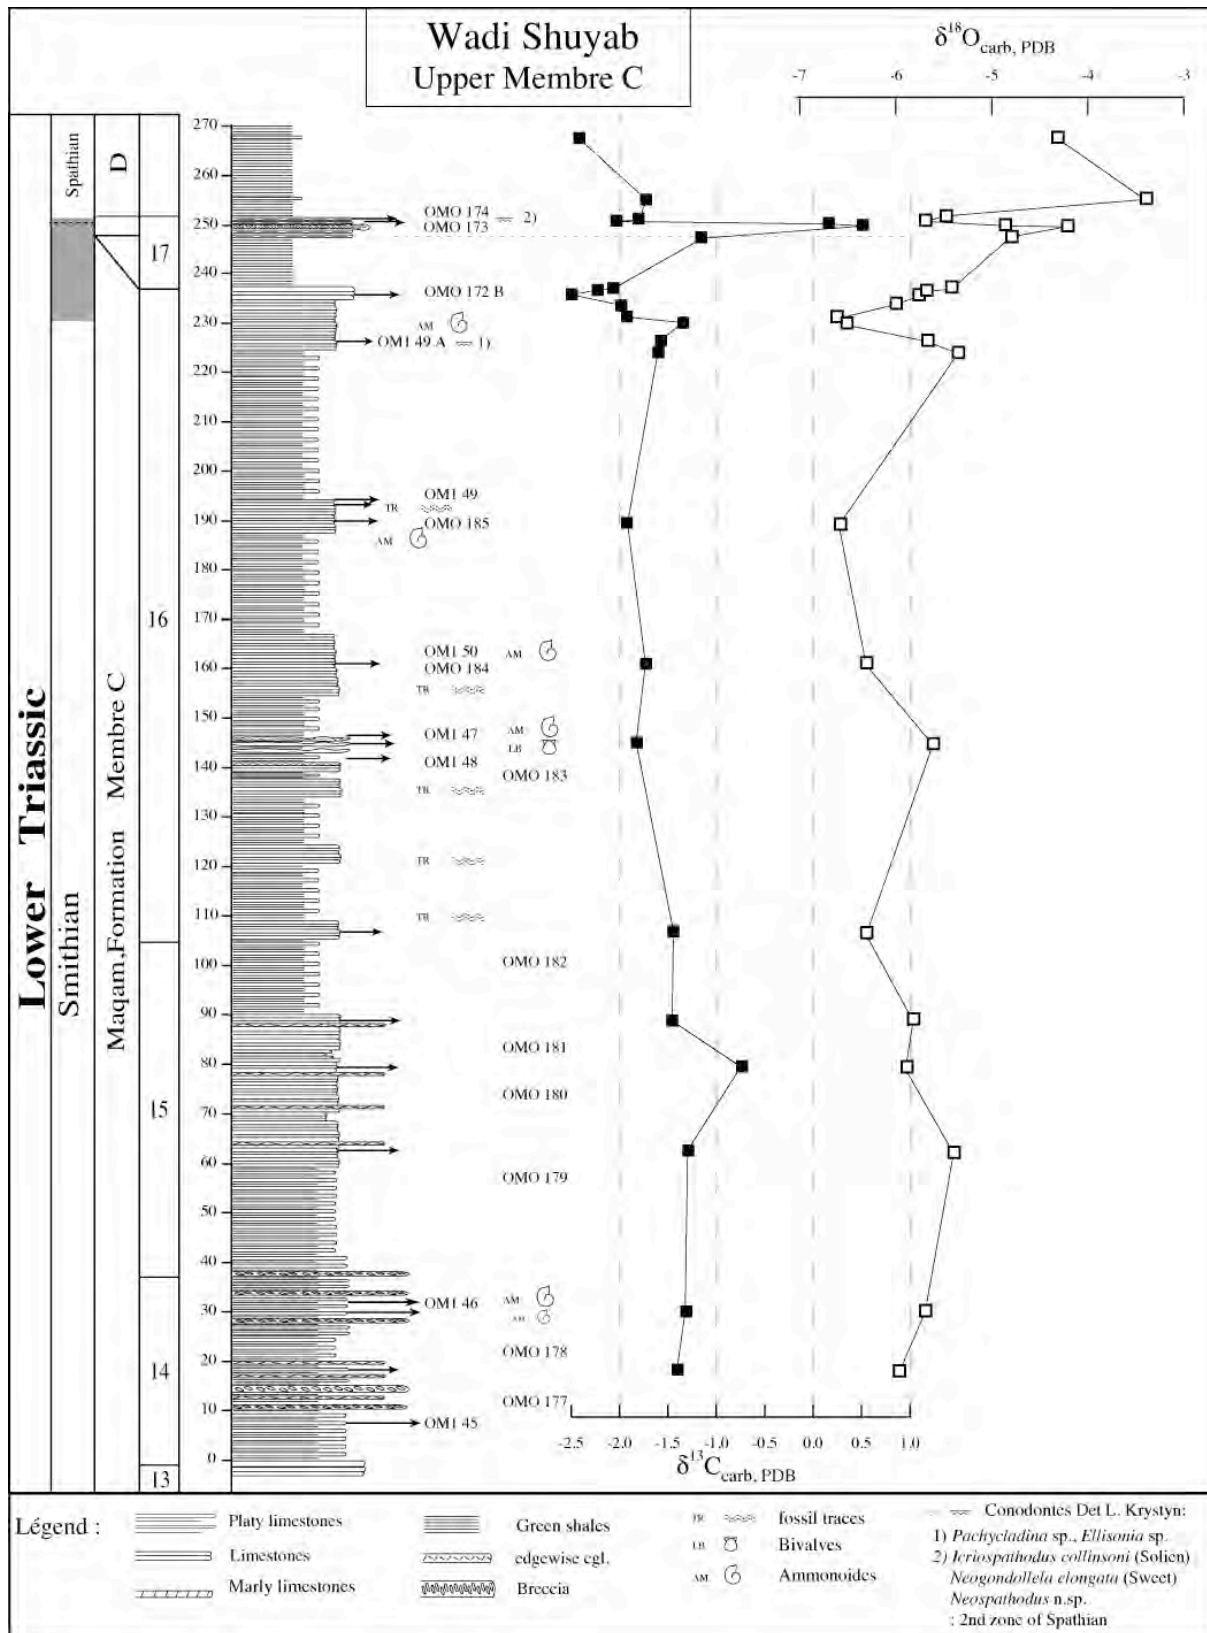 Wadi Shuyab
Upper Membre C
δ18O carb, PDB
-7 -6 -5 -4 -3
Lower Triassic
Spathian
Smithian
D
Maqam,Formation Membre C
17
16
15
14
13
270
260
250
240
230
220
210
200
190
180
170
160
150
140
130
120
110
100
90
80
70
60
50
40
30
20
10
0
OMO 174 2)
OMO 173
OMO 172 B
AM
OM1 49 A 1)
OM1 49
TR
OMO 185
AM
OM1 50 AM
OMO 184
TR
OM1 47 AM
LB
OM1 48
OMO 183
TR
TR
TR
OMO 182
OMO 181
OMO 180
OMO 179
OM1 46 AM
AM
OMO 178
OMO 177
OM1 45
-2.5 -2.0 -1.5 -1.0 -0.5 0.0 0.5 1.0
δ13C carb, PDB
Légend :
Platy limestones
Limestones
Marly limestones
Green shales
edgewise cgl.
Breccia
TR fossil traces
LB Bivalves
AM Ammonoides
Conodontes Det L. Krystyn:
1) Pachycladina sp., Ellisonia sp.
2) Icriospathodus collinsoni (Solien)
Neogondollela elongata (Sweet)
Neospathodus n.sp.
: 2nd zone of Spathian